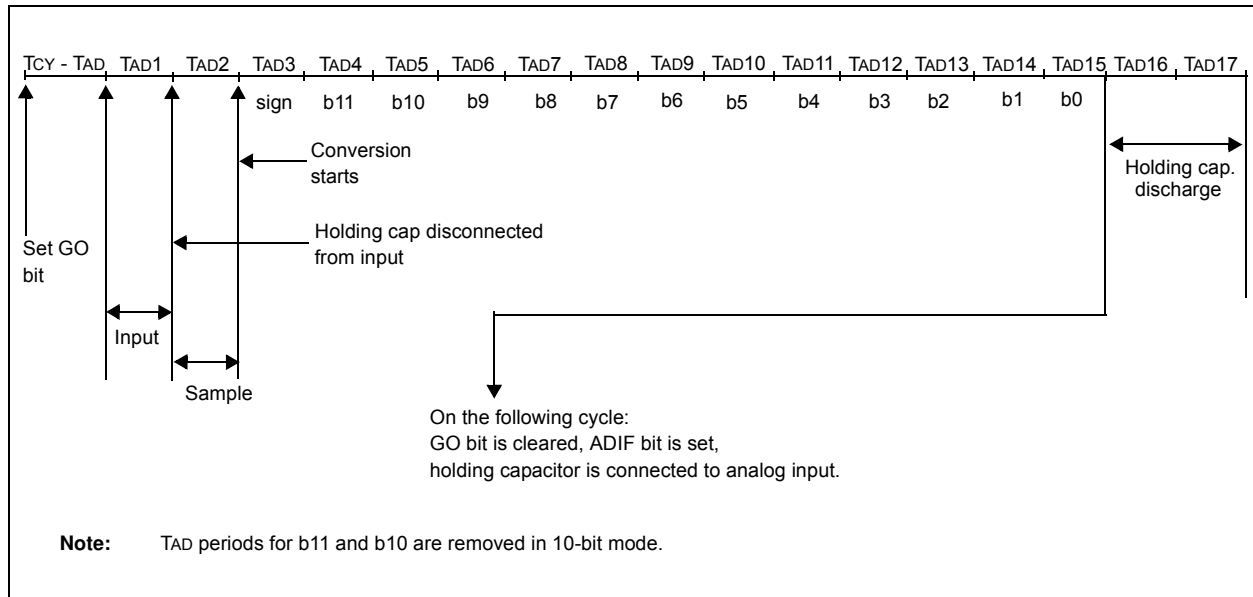 TCY - TAD TAD1 TAD2 TAD3 TAD4 TAD5 TAD6 TAD7 TAD8 TAD9 TAD10 TAD11 TAD12 TAD13 TAD14 TAD15 TAD16 TAD17
sign b11 b10 b9 b8 b7 b6 b5 b4 b3 b2 b1 b0
Conversion
starts
Holding cap.
discharge
Holding cap disconnected
from input
Set GO
bit
Input
Sample
On the following cycle:
GO bit is cleared, ADIF bit is set,
holding capacitor is connected to analog input.
Note: TAD periods for b11 and b10 are removed in 10-bit mode.